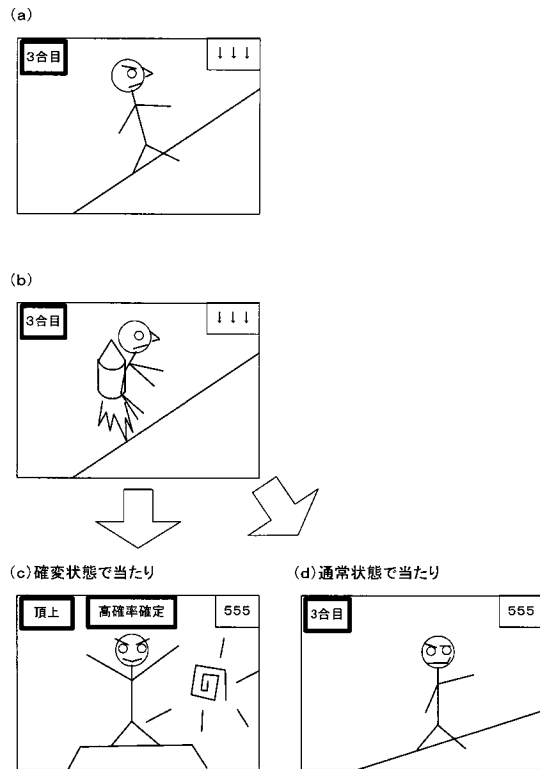 (a)
3合目
↓↓↓
(b)
3合目
↓↓↓
(c)確変状態で当たり
頂上
高確率確定
555
(d)通常状態で当たり
3合目
555